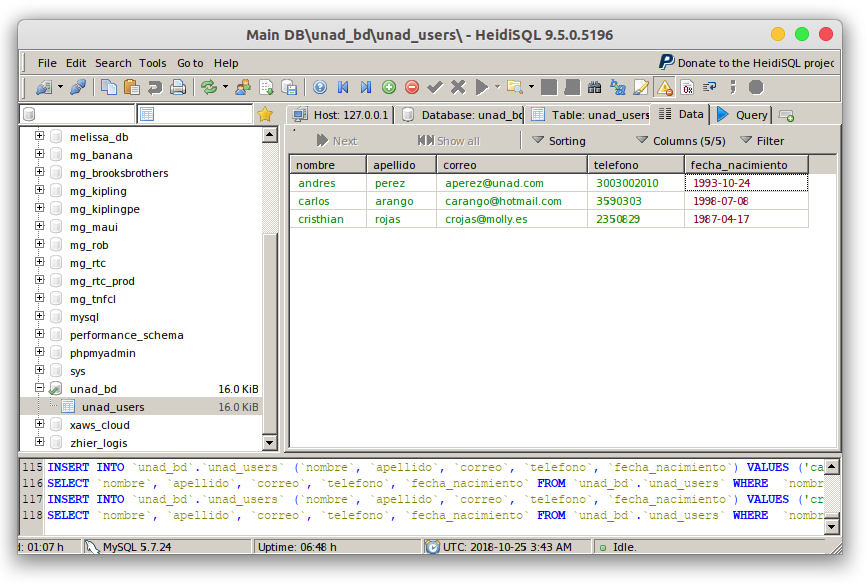 Main DB\unad_bd\unad_users\ - HeidiSQL 9.5.0.5196
File Edit Search Tools Go to Help
Donate to the HeidiSQL projec
Host: 127.0.0.1 Database: unad_bd Table: unad_users Data Query
Next Show all Sorting Columns (5/5) Filter
melissa_db
mg_banana
mg_brooksbrothers
mg_kipling
mg_kiplingpe
mg_maui
mg_rob
mg_rtc
mg_rtc_prod
mg_tnfcl
mysql
performance_schema
phpmyadmin
sys
unad_bd 16.0 KiB
unad_users 16.0 KiB
xaws_cloud
zhier_logis
nombre apellido correo telefono fecha_nacimiento
andres perez aperez@unad.com 3003002010 1993-10-24
carlos arango carango@hotmail.com 3590303 1998-07-08
cristhian rojas crojas@molly.es 2350829 1987-04-17
115 INSERT INTO `unad_bd`.`unad_users` (`nombre`, `apellido`, `correo`, `telefono`, `fecha_nacimiento`) VALUES ('ca
116 SELECT `nombre`, `apellido`, `correo`, `telefono`, `fecha_nacimiento` FROM `unad_bd`.`unad_users` WHERE `nombr
117 INSERT INTO `unad_bd`.`unad_users` (`nombre`, `apellido`, `correo`, `telefono`, `fecha_nacimiento`) VALUES ('cr
118 SELECT `nombre`, `apellido`, `correo`, `telefono`, `fecha_nacimiento` FROM `unad_bd`.`unad_users` WHERE `nombr
: 01:07 h MySQL 5.7.24 Uptime: 06:48 h UTC: 2018-10-25 3:43 AM Idle.